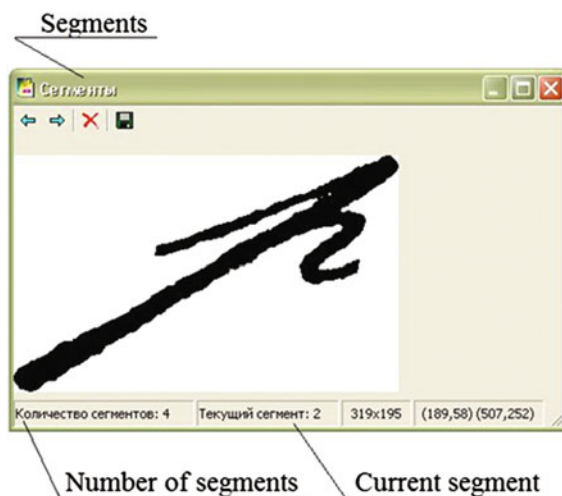 Segments
Сегменты
Количество сегментов: 4 Текущий сегмент: 2 319x195 (189,58) (507,252)
Number of segments Current segment